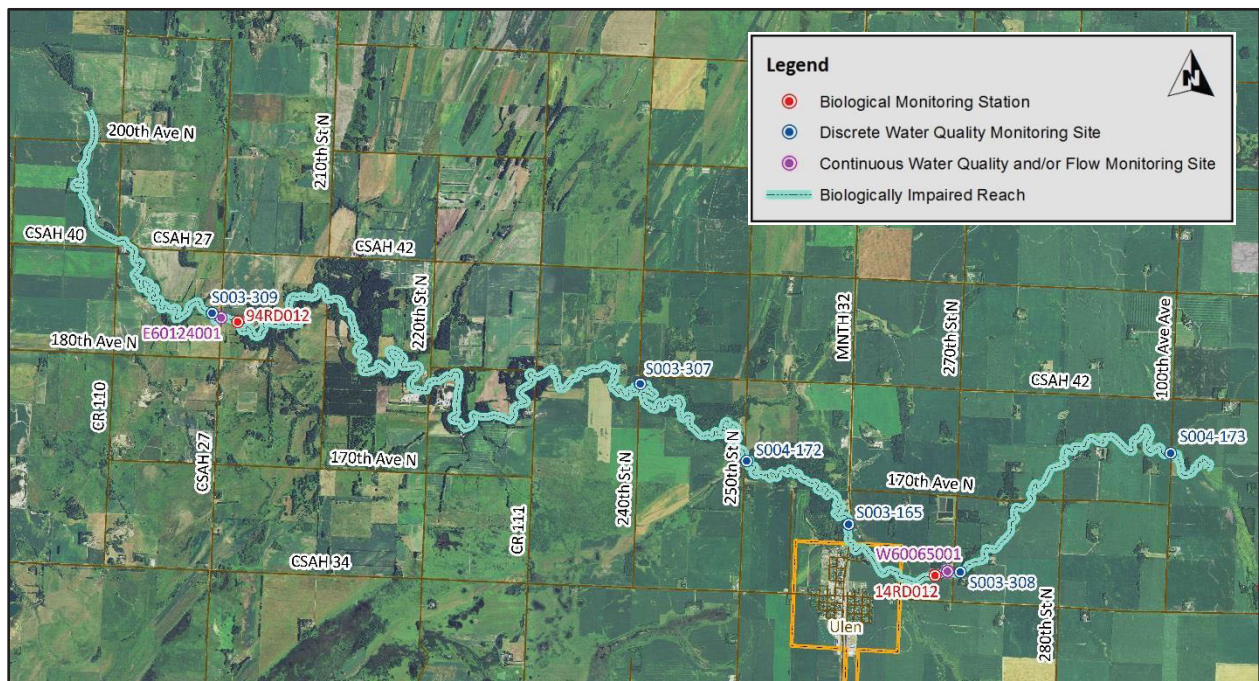 Legend
N
Biological Monitoring Station
Discrete Water Quality Monitoring Site
Continuous Water Quality and/or Flow Monitoring Site
Biologically Impaired Reach
200th Ave N
210th St N
CSAH 40
CSAH 27
CSAH 42
S003-309
94RD012
E60124001
180th Ave N
220th St N
CR 110
CSAH 27
170th Ave N
CR 111
CSAH 34
S003-307
240th St N
250th St N
S004-172
MNTH 32
270th St N
100th Ave Ave
CSAH 42
S004-173
170th Ave N
S003-165
W60065001
14RD012
S003-308
280th St N
Ulen